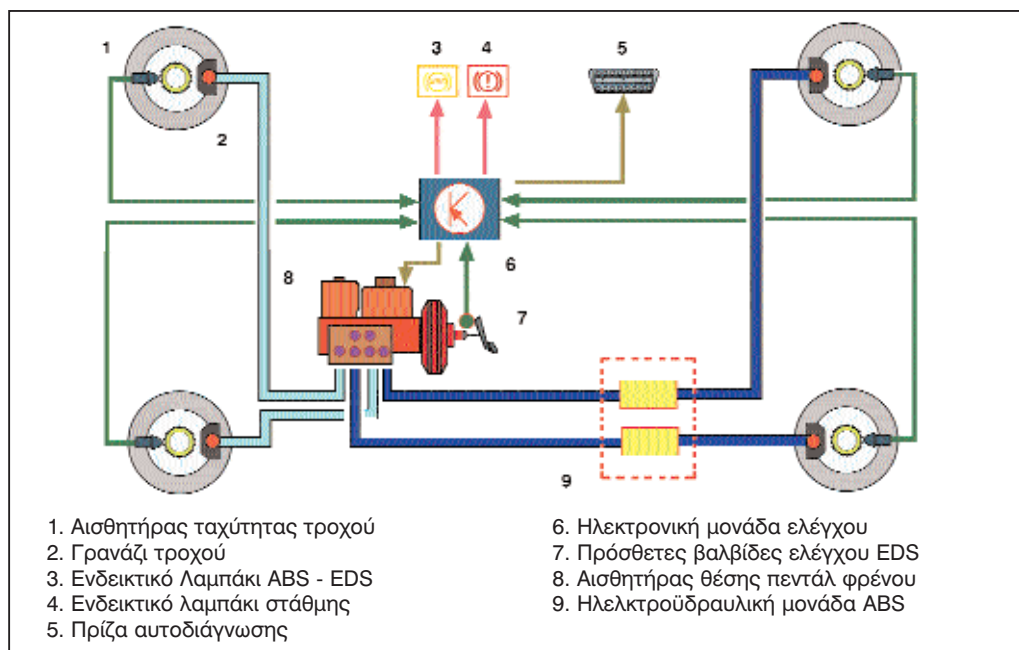 1
3
4
5
2
8
6
7
9
1. Αισθητήρας ταχύτητας τροχού
2. Γρανάζι τροχού
3. Ενδεικτικό Λαμπάκι ABS - EDS
4. Ενδεικτικό λαμπάκι στάθμης
5. Πρίζα αυτοδιάγνωσης
6. Ηλεκτρονική μονάδα ελέγχου
7. Πρόσθετες βαλβίδες ελέγχου EDS
8. Αισθητήρας θέσης πεντάλ φρένου
9. Ηλελκτροϋδραυλική μονάδα ABS